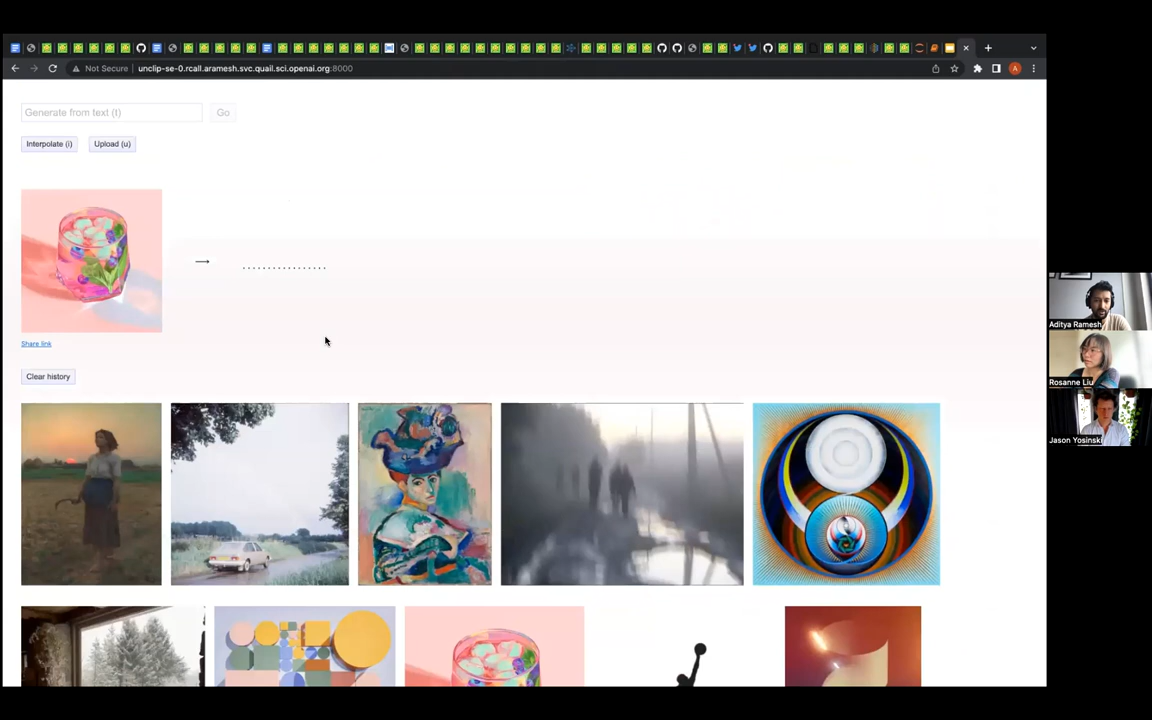 Not Secure
unclip-se-0.rcall.aramesh.svc.quail.sci.openai.org:8000
A
Generate from text (t)
Go
Interpolate (i)
Upload (u)
Share link
Clear history
Aditya Ramesh
Rosanne Liu
Jason Yosinski